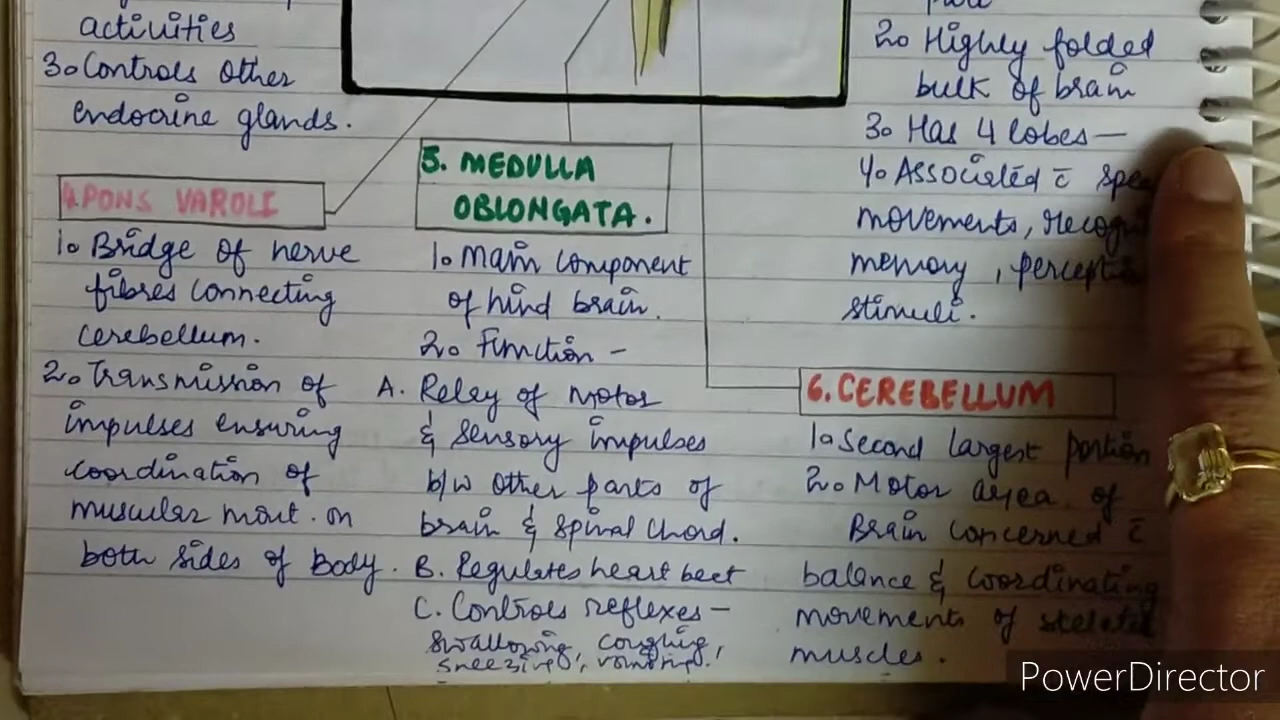 activities
3. Controls other
endocrine glands.
4. PONS VAROLI
1. Bridge of nerve
fibres connecting
cerebellum.
2. Transmission of
impulses ensuring
coordination of
muscular movt. on
both sides of body.
5. MEDULLA
OBLONGATA.
1. Main component
of hind brain.
2. Function –
A. Relay of motor
& sensory impulses
b/w other parts of
brain & spinal chord.
B. Regulates heart beet
C. Controls reflexes –
swallowing, coughing,
sneezing, vomiting.
2. Highly folded
bulk of brain
3. Has 4 lobes —
4. Associated c̄
movements,
memory,
stimuli.
6. CEREBELLUM
1. Second largest portion
2. Motor area of
Brain concerned c̄
balance & coordinating
movements of skeletal
muscles.
PowerDirector